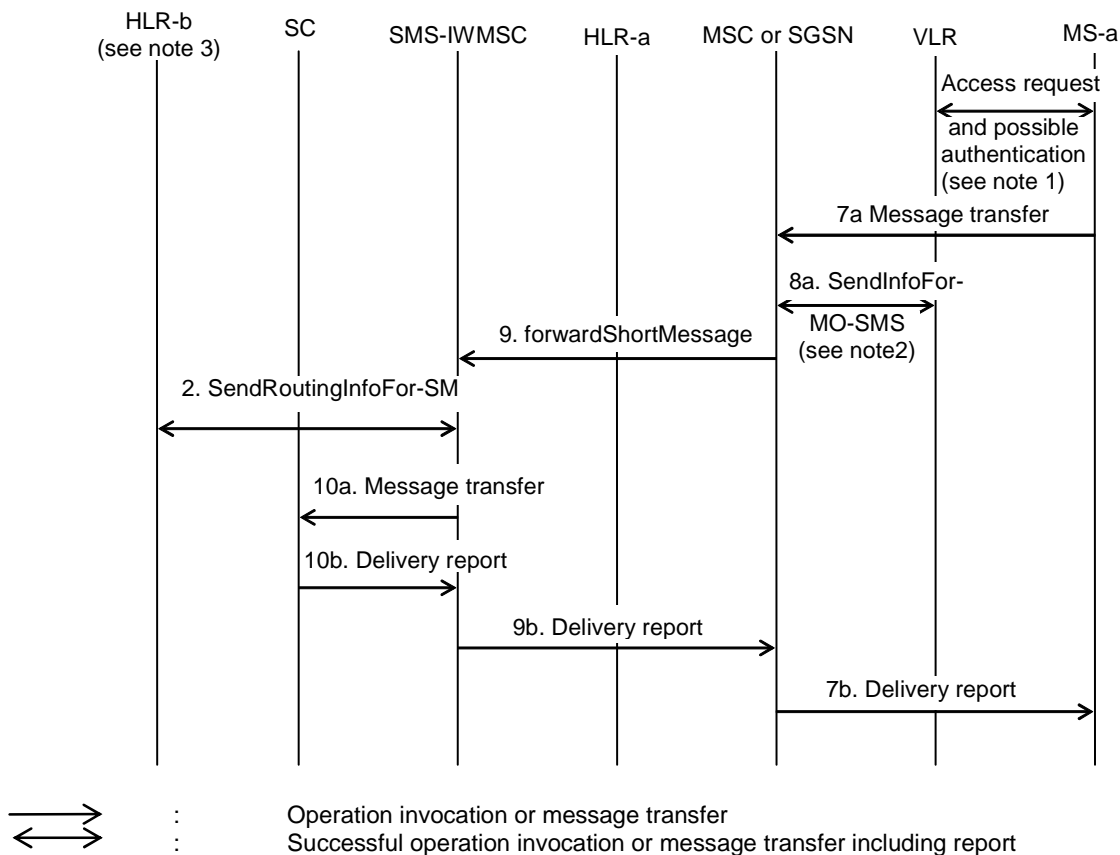 HLR-b
(see note 3)
SC
SMS-IWMSC
HLR-a
MSC or SGSN
VLR
MS-a
Access request
and possible
authentication
(see note 1)
7a Message transfer
8a. SendInfoFor-
MO-SMS
(see note2)
9. forwardShortMessage
2. SendRoutingInfoFor-SM
10a. Message transfer
10b. Delivery report
9b. Delivery report
7b. Delivery report
: Operation invocation or message transfer
: Successful operation invocation or message transfer including report